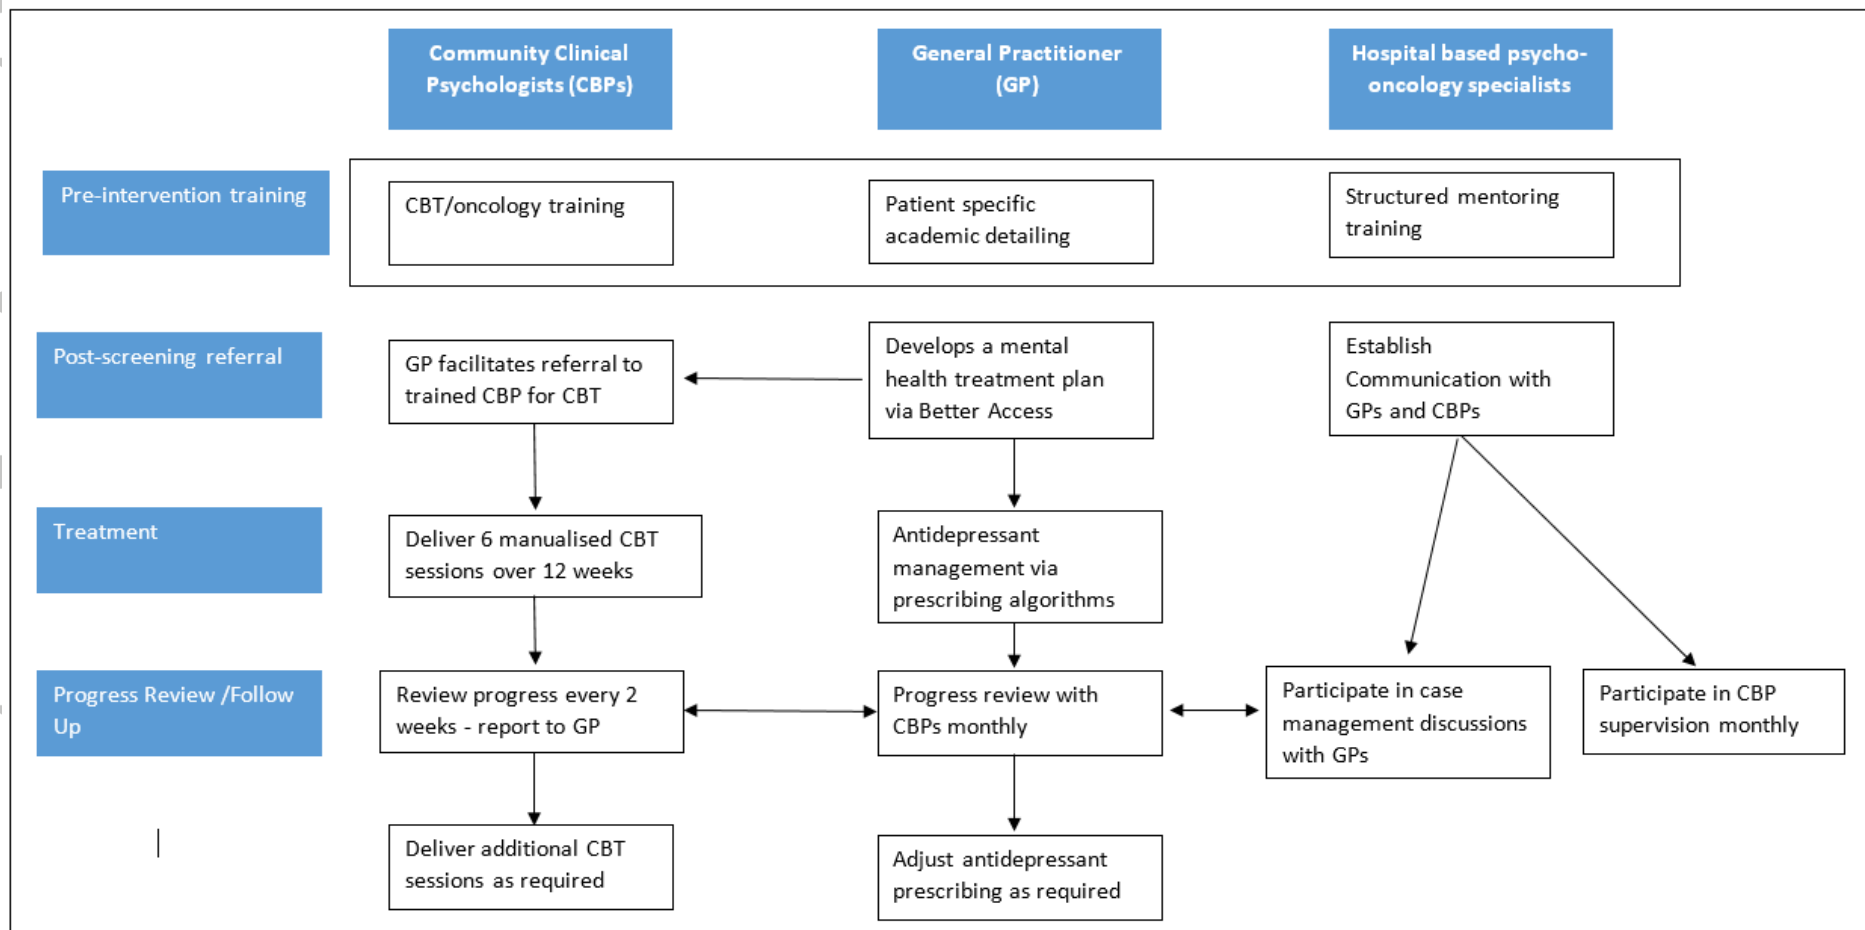 Community Clinical
Psychologists (CBPs)
General Practitioner
(GP)
Hospital based psycho-
oncology specialists
Pre-intervention training
CBT/oncology training
Patient specific
academic detailing
Structured mentoring
training
Post-screening referral
GP facilitates referral to
trained CBP for CBT
Develops a mental
health treatment plan
via Better Access
Establish
Communication with
GPs and CBPs
Treatment
Deliver 6 manualised CBT
sessions over 12 weeks
Antidepressant
management via
prescribing algorithms
Progress Review /Follow
Up
Review progress every 2
weeks - report to GP
Progress review with
CBPs monthly
Participate in case
management discussions
with GPs
Participate in CBP
supervision monthly
Deliver additional CBT
sessions as required
Adjust antidepressant
prescribing as required